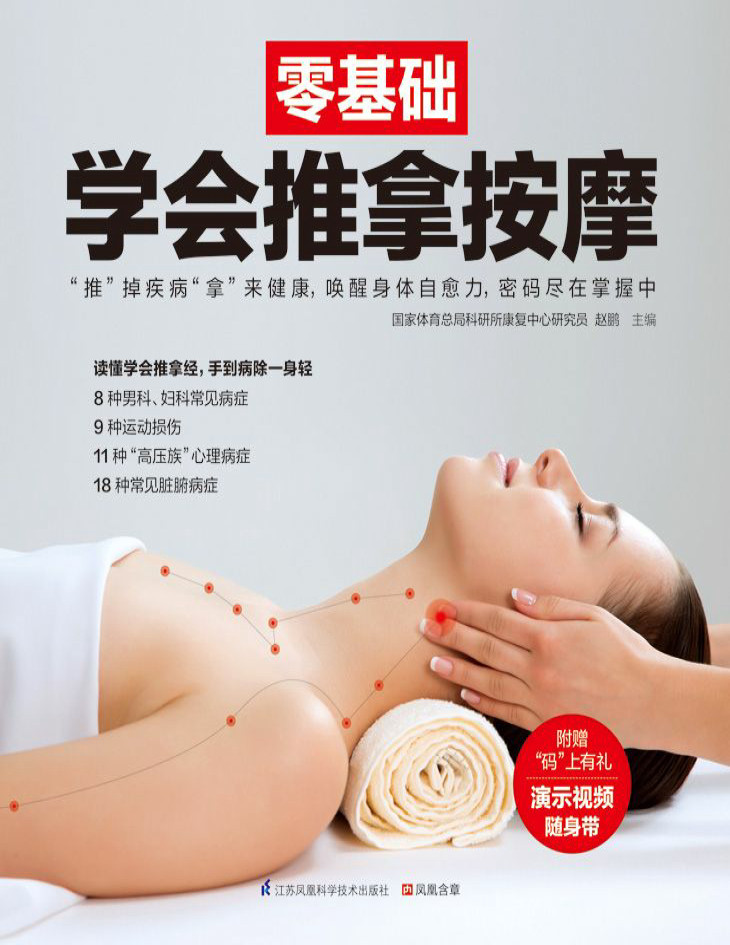 零基础
学会推拿按摩
“推”掉疾病“拿”来健康，唤醒身体自愈力，密码尽在掌握中
国家体育总局科研所康复中心研究员 赵鹏 主编
读懂学会推拿经，手到病除一身轻
8 种男科、妇科常见病症
9 种运动损伤
11 种“高压族”心理病症
18 种常见脏腑病症
附赠
“码”上有礼
演示视频
随身带
江苏凤凰科学技术出版社 凤凰含章